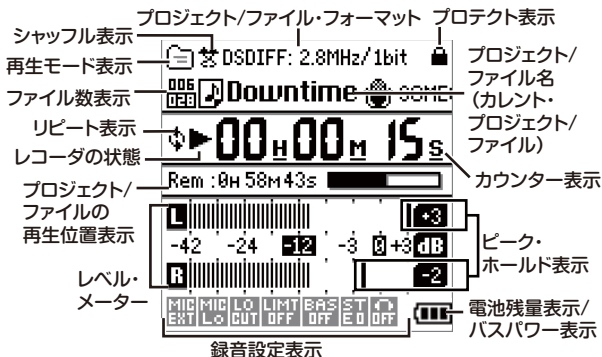 プロジェクト/ファイル・フォーマット
プロテクト表示
シャッフル表示
再生モード表示
ファイル数表示
リピート表示
レコーダの状態
プロジェクト/
ファイルの
再生位置表示
レベル・
メーター
DSDIFF: 2.8MHz/1bit
006
028
Downtime
SOME
00H00M 15S
Rem :0H 58M43s
L
+3
-42 -24 -12 -3 0 +3 dB
R
-2
MIC EXT
MIC Lo
LO CUT
LIMT OFF
BAS OFF
ST E0
OFF
プロジェクト/
ファイル名
(カレント・
プロジェクト/
ファイル)
カウンター表示
ピーク・
ホールド表示
電池残量表示/
バスパワー表示
録音設定表示